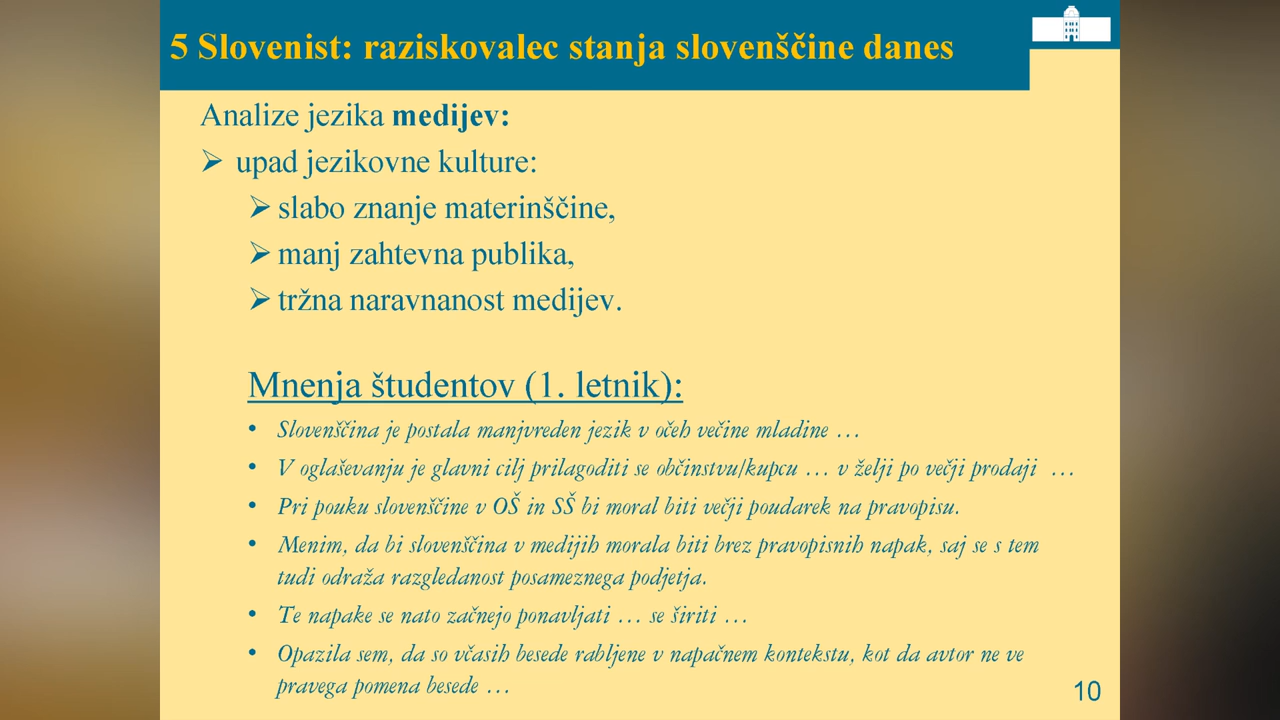 5 Slovenist: raziskovalec stanja slovenščine danes
Analize jezika medijev:
upad jezikovne kulture:
slabo znanje materinščine,
manj zahtevna publika,
tržna naravnanost medijev.
Mnenja študentov (1. letnik):
• Slovenščina je postala manjvreden jezik v očeh večine mladine …
• V oglaševanju je glavni cilj prilagoditi se občinstvu/kupcu … v želji po večji prodaji …
• Pri pouku slovenščine v OŠ in SŠ bi moral biti večji poudarek na pravopisu.
• Menim, da bi slovenščina v medijih morala biti brez pravopisnih napak, saj se s tem
tudi odraža razgledanost posameznega podjetja.
• Te napake se nato začnejo ponavljati … se širiti …
• Opazila sem, da so včasih besede rabljene v napačnem kontekstu, kot da avtor ne ve
pravega pomena besede …
10